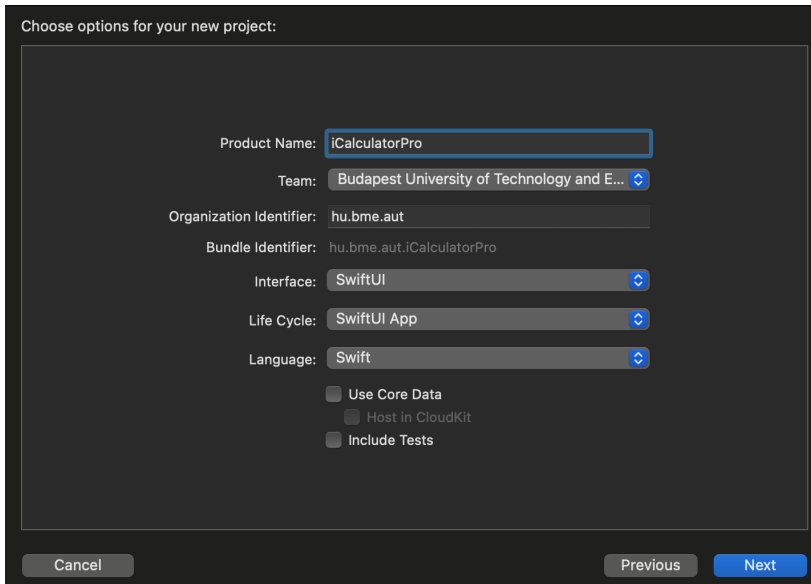 Choose options for your new project:
Product Name: iCalculatorPro
Team: Budapest University of Technology and E...
Organization Identifier: hu.bme.aut
Bundle Identifier: hu.bme.aut.iCalculatorPro
Interface: SwiftUI
Life Cycle: SwiftUI App
Language: Swift
Use Core Data
Host in CloudKit
Include Tests
Cancel Previous Next